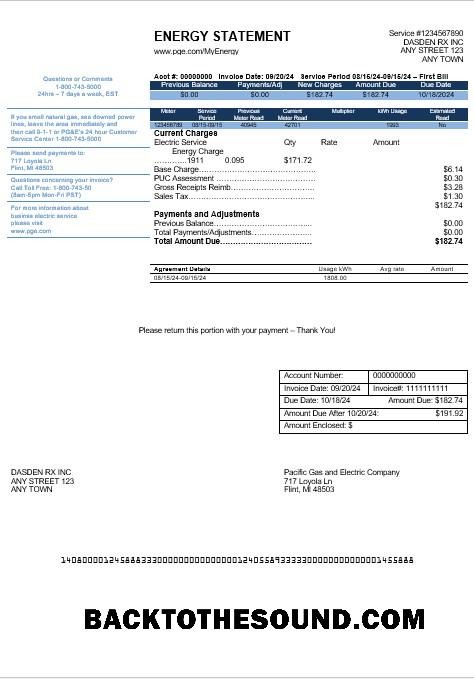 ENERGY STATEMENT
www.pge.com/MyEnergy
Service #1234567890
DASDEN RX INC
ANY STREET 123
ANY TOWN
Questions or Comments
1-800-743-5000
24hrs – 7 days a week, EST
If you smell natural gas, see downed power
lines, leave the area immediately and
then call 9-1-1 or PG&E's 24 hour Customer
Service Center 1-800-743-5000
Please send payments to:
717 Loyola Ln
Flint, MI 48503
Questions concerning your invoice?
Call Toll Free: 1-800-743-50
(8am-5pm Mon-Fri PST)
For more information about
busines electric service
please visit
www.pge.com
Acct #: 00000000 Invoice Date: 09/20/24 Service Period 08/15/24-09/15/24 – First Bill
Previous Balance Payments/Adj New Charges Amount Due Due Date
$0.00 $0.00 $182.74 $182.74 10/18/2024
Meter Service Period Previous Meter Read Current Meter Read Multiplier kWh Usage Estimated Read
123456789 08/15-09/15 40945 42701 1993 No
Current Charges
Electric Service Qty Rate Amount
Energy Charge
…………1911 0.095 $171.72
Base Charge……………………………………. $6.14
PUC Assessment ………………………………. $0.30
Gross Receipts Reimb…………………………. $3.28
Sales Tax………………………………………… $1.30
$182.74
Payments and Adjustments
Previous Balance………………………………. $0.00
Total Payments/Adjustments…………………. $0.00
Total Amount Due……………………………… $182.74
Agreement Details Usage kWh Avg rate Amount
08/15/24-09/15/24 1808.00
Please return this portion with your payment – Thank You!
Account Number: 0000000000
Invoice Date: 09/20/24 Invoice#: 1111111111
Due Date: 10/18/24 Amount Due: $182.74
Amount Due After 10/20/24: $191.92
Amount Enclosed: $
DASDEN RX INC
ANY STREET 123
ANY TOWN
Pacific Gas and Electric Company
717 Loyola Ln
Flint, MI 48503
BACKTOTHESOUND.COM